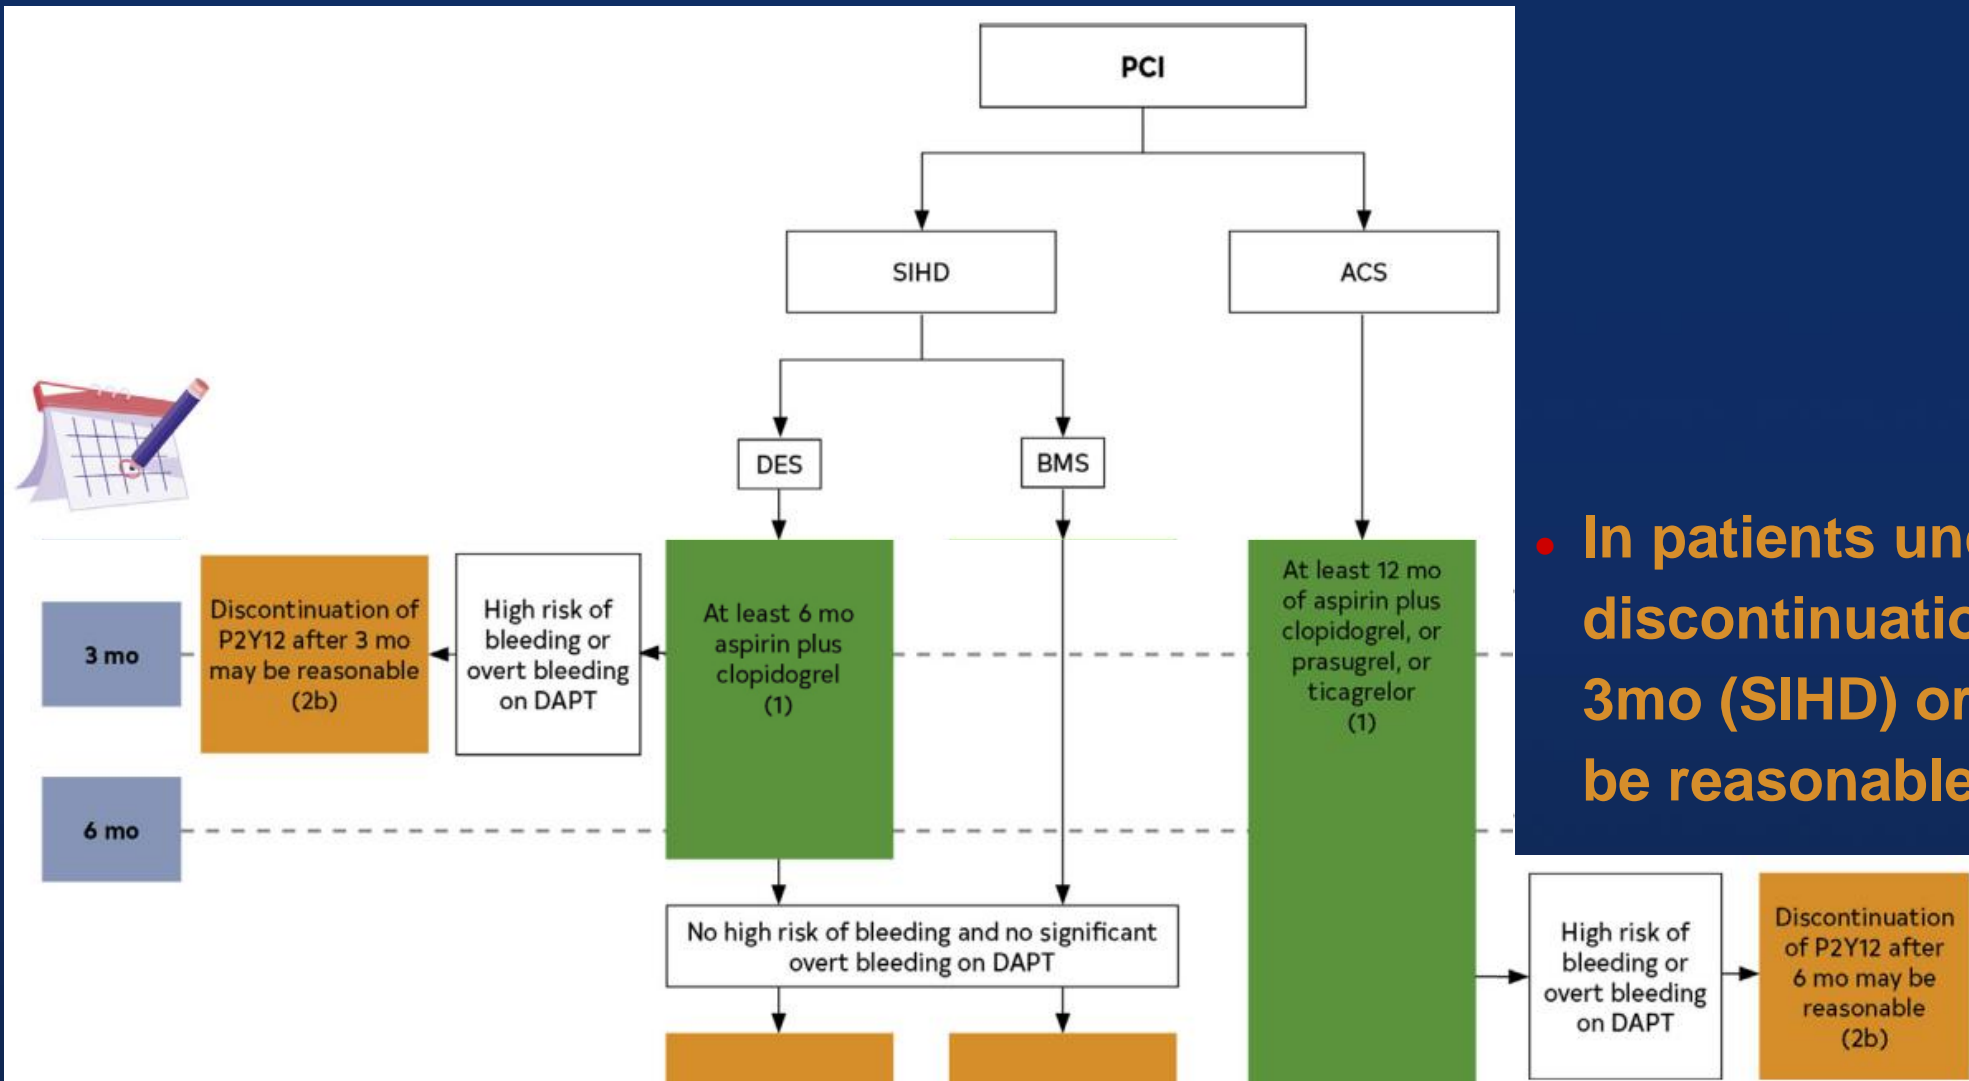 PCI
SIHD
ACS
DES
BMS
3 mo
Discontinuation of
P2Y12 after 3 mo
may be reasonable
(2b)
High risk of
bleeding or
overt bleeding
on DAPT
At least 6 mo
aspirin plus
clopidogrel
(1)
At least 12 mo
of aspirin plus
clopidogrel, or
prasugrel, or
ticagrelor
(1)
• In patients
discontinuatio
3mo (SIHD) or
be reasonable
6 mo
No high risk of bleeding and no significant
overt bleeding on DAPT
High risk of
bleeding or
overt bleeding
on DAPT
Discontinuation
of P2Y12 after
6 mo may be
reasonable
(2b)